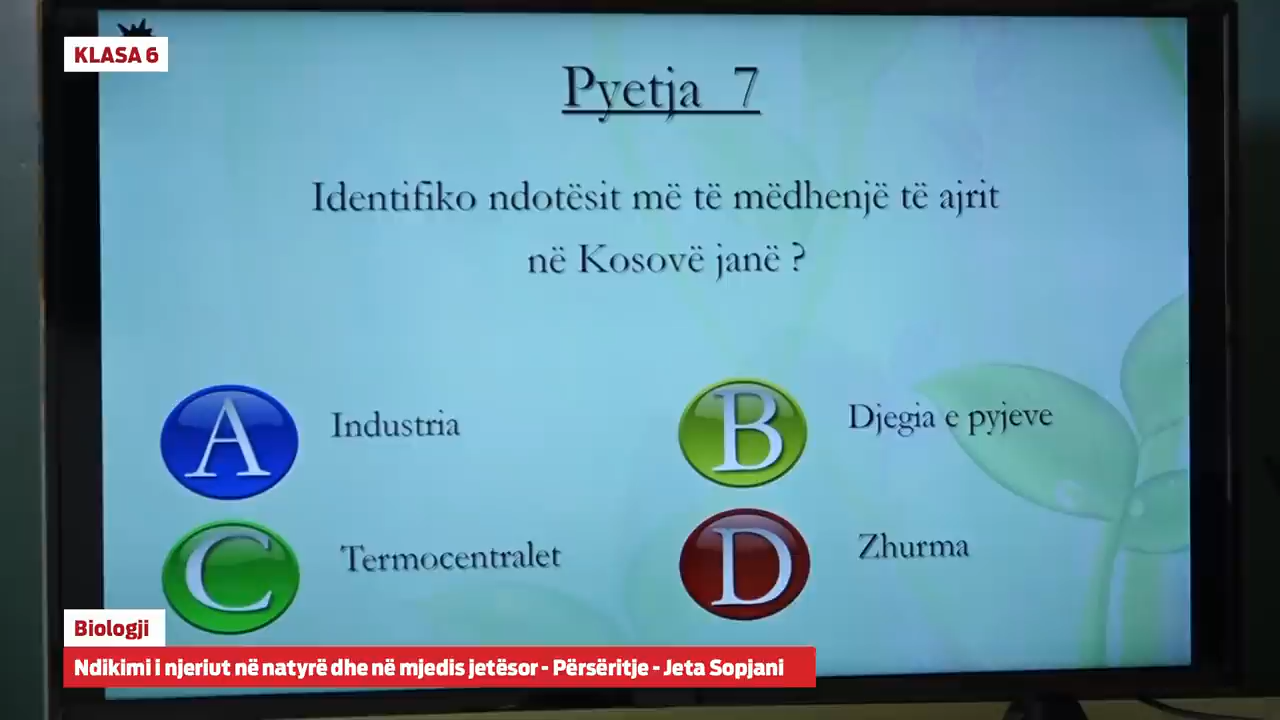 KLASA 6
Pyetja 7
Identifiko ndotësit më të mëdhenjë të ajrit
në Kosovë janë ?
A Industria
B Djegia e pyjeve
C Termocentralet
D Zhurma
Biologji
Ndikimi i njeriut në natyrë dhe në mjedis jetësor - Përsëritje - Jeta Sopjani